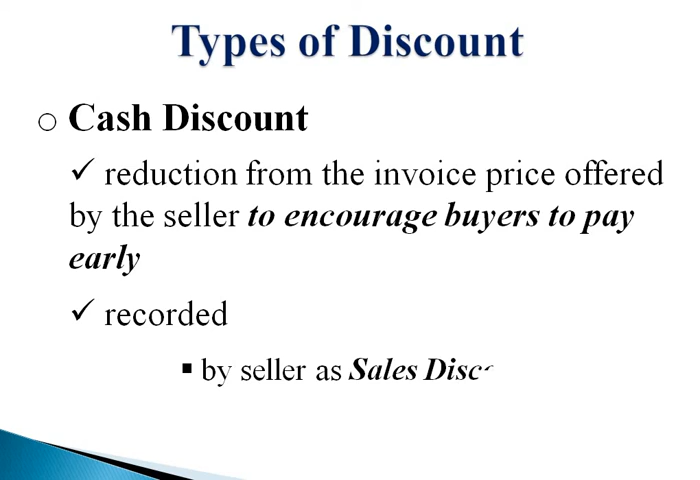 Types of Discount
o Cash Discount
✓ reduction from the invoice price offered
by the seller to encourage buyers to pay
early
✓ recorded
▪ by seller as Sales